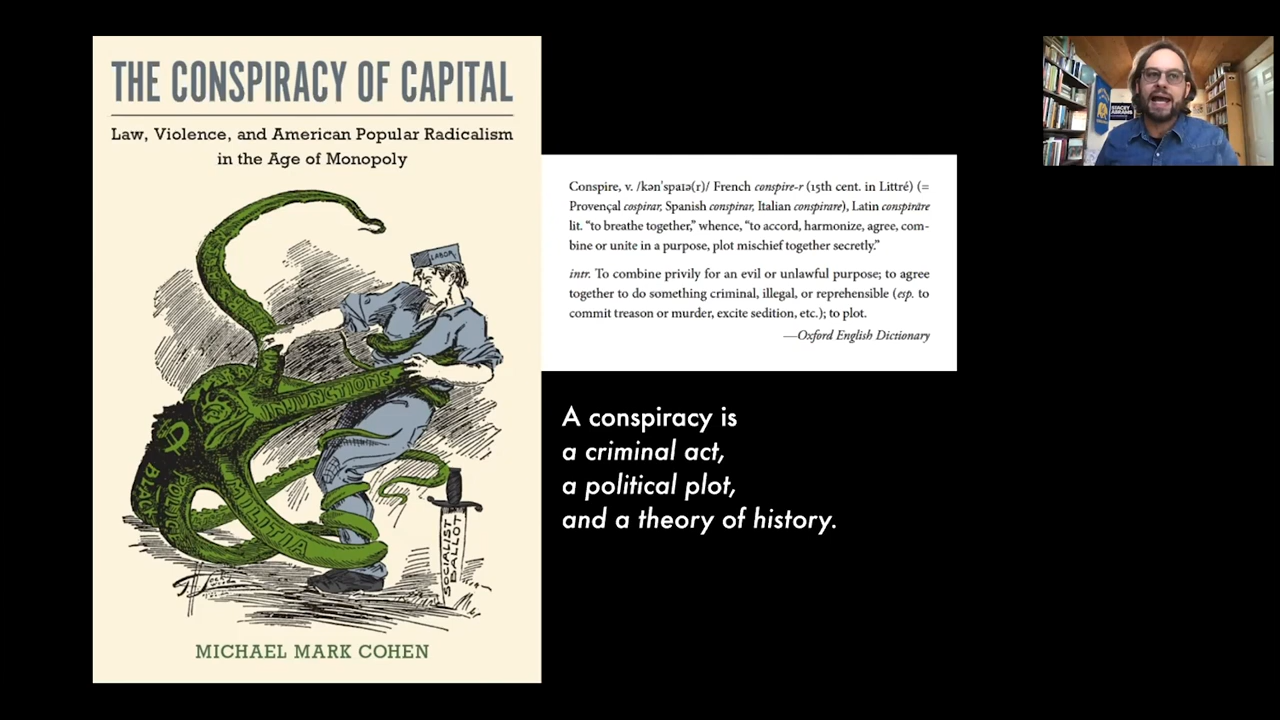 THE CONSPIRACY OF CAPITAL
Law, Violence, and American Popular Radicalism
in the Age of Monopoly
LABOR
INJUNCTIONS
MILITIA
BLACK
SOCIALIST
BALLOT
MICHAEL MARK COHEN
Conspire, v. /kənˈspaɪə(r)/ French conspire-r (15th cent. in Littré) (=
Provençal cospirar, Spanish conspirar, Italian conspirare), Latin conspīrāre
lit. “to breathe together,” whence, “to accord, harmonize, agree, com-
bine or unite in a purpose, plot mischief together secretly.”
intr. To combine privily for an evil or unlawful purpose; to agree
together to do something criminal, illegal, or reprehensible (esp. to
commit treason or murder, excite sedition, etc.); to plot.
—Oxford English Dictionary
A conspiracy is
a criminal act,
a political plot,
and a theory of history.
STACEY
ABRAMS